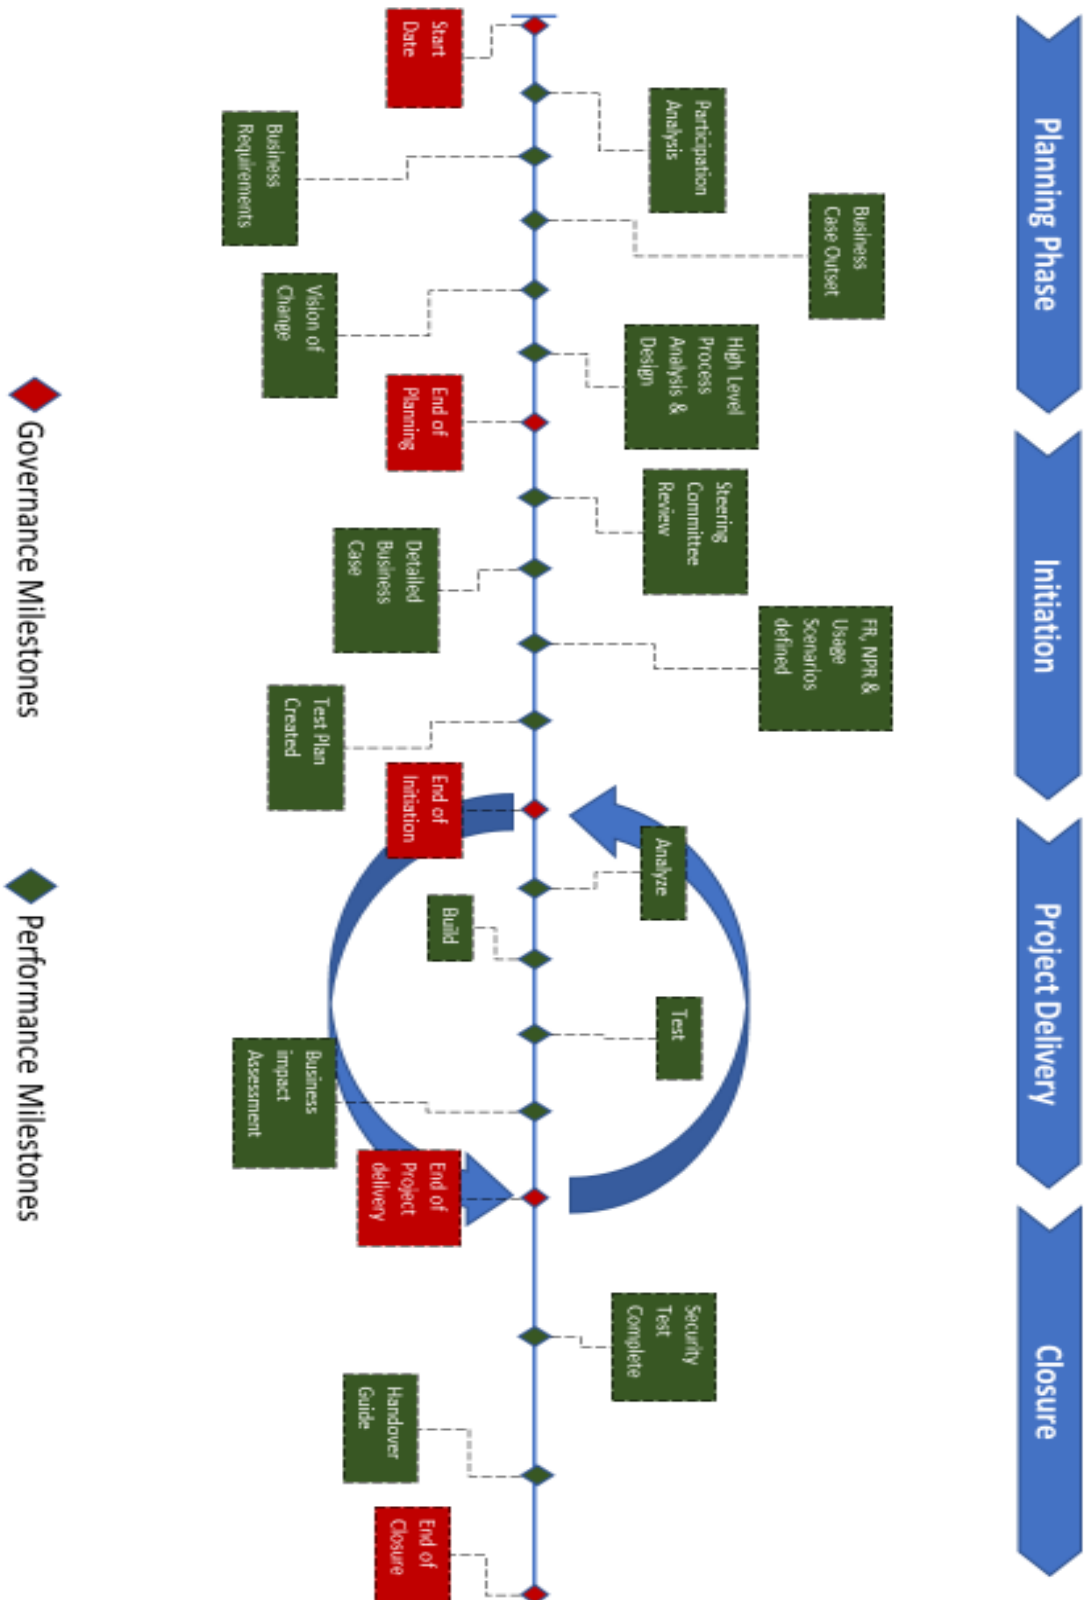 Planning Phase
Initiation
Project Delivery
Closure
Start
Date
Participation
Analysis
Business
Requirements
Business
Case Outset
Vision of
Change
High Level
Process
Analysis &
Design
End of
Planning
Steering
Committee
Review
Detailed
Business
Case
FR, NPR &
Usage
Scenarios
defined
Test Plan
Created
End of
Initiation
Analyze
Build
Test
Business
impact
Assessment
End of
Project
delivery
Security
Test
Complete
Handover
Guide
End of
Closure
Governance Milestones
Performance Milestones